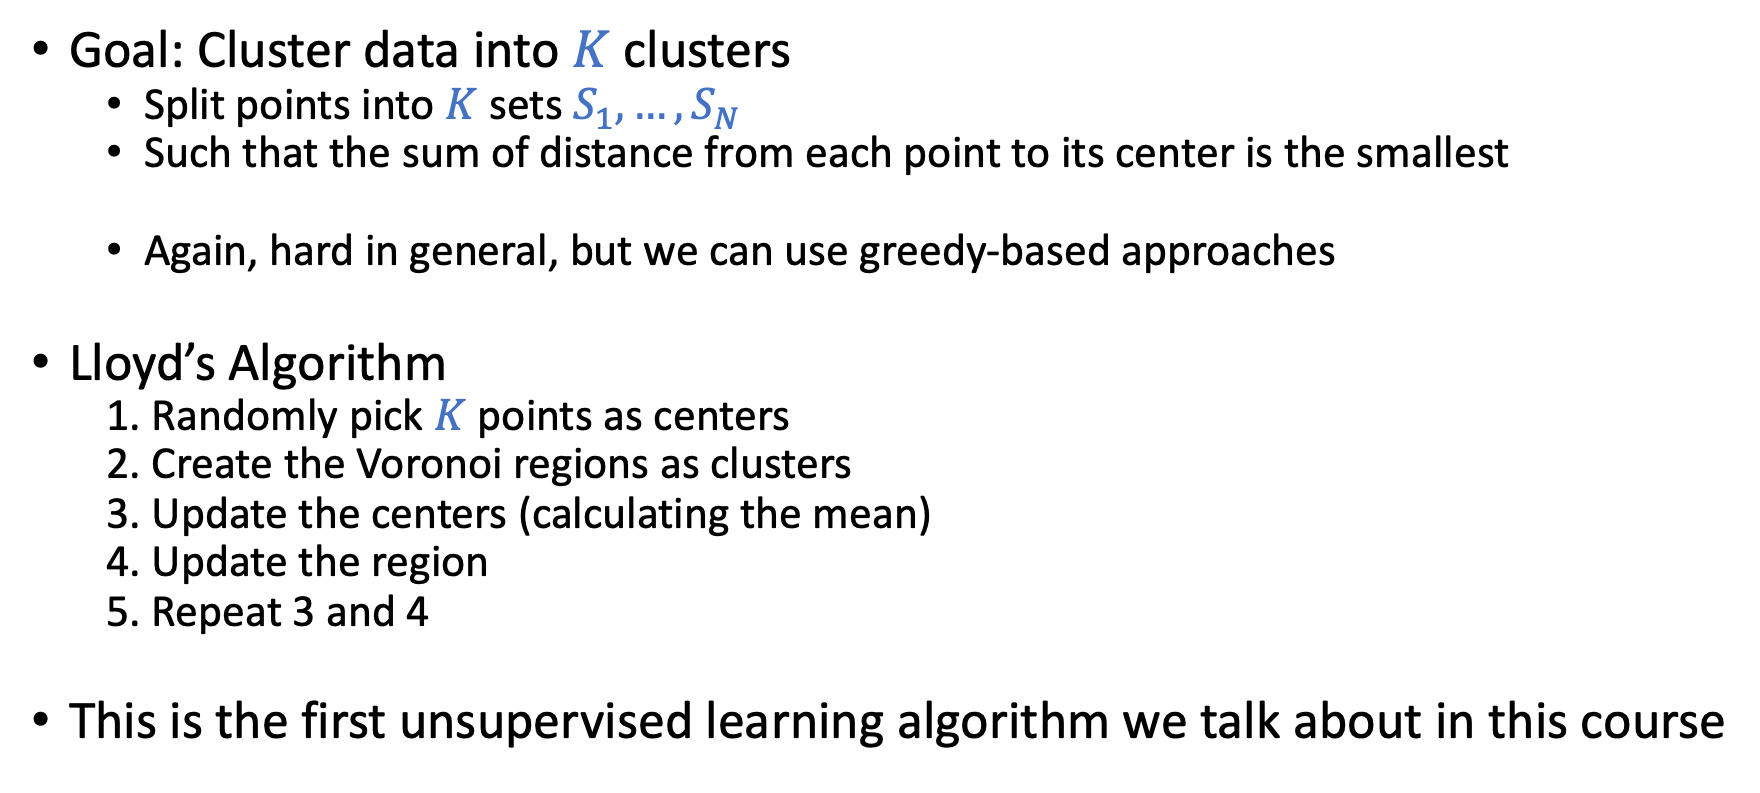 • Goal: Cluster data into K clusters
• Split points into K sets S₁, … , S_N
• Such that the sum of distance from each point to its center is the smallest
• Again, hard in general, but we can use greedy-based approaches
• Lloyd’s Algorithm
1. Randomly pick K points as centers
2. Create the Voronoi regions as clusters
3. Update the centers (calculating the mean)
4. Update the region
5. Repeat 3 and 4
• This is the first unsupervised learning algorithm we talk about in this course